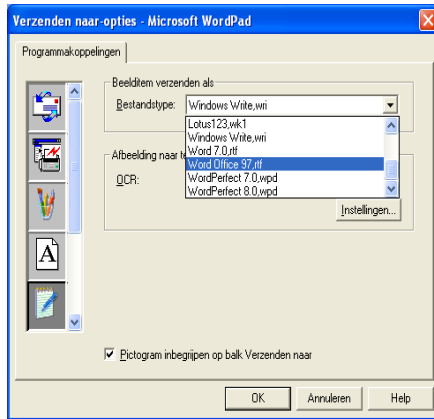 Verzenden naar-opties - Microsoft WordPad
Programmakoppelingen
Beelditem verzenden als
Bestandstype: Windows Write,wri
Lotus123,wk1
Windows Write,wri
Word 7.0,rtf
Word Office 97,rtf
WordPerfect 7.0,wpd
WordPerfect 8.0,wpd
Afbeelding naar te
OCR:
Instellingen...
A
Pictogram inbegrijpen op balk Verzenden naar
OK Annuleren Help